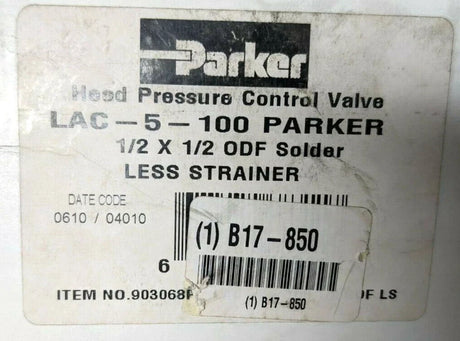 Parker
Head Pressure Control Valve
LAC-5-100 PARKER
1/2 X 1/2 ODF Solder
LESS STRAINER
DATE CODE
0610 / 04010
(1) B17-850
6
(1) B17-850
ITEM NO.903068 LS